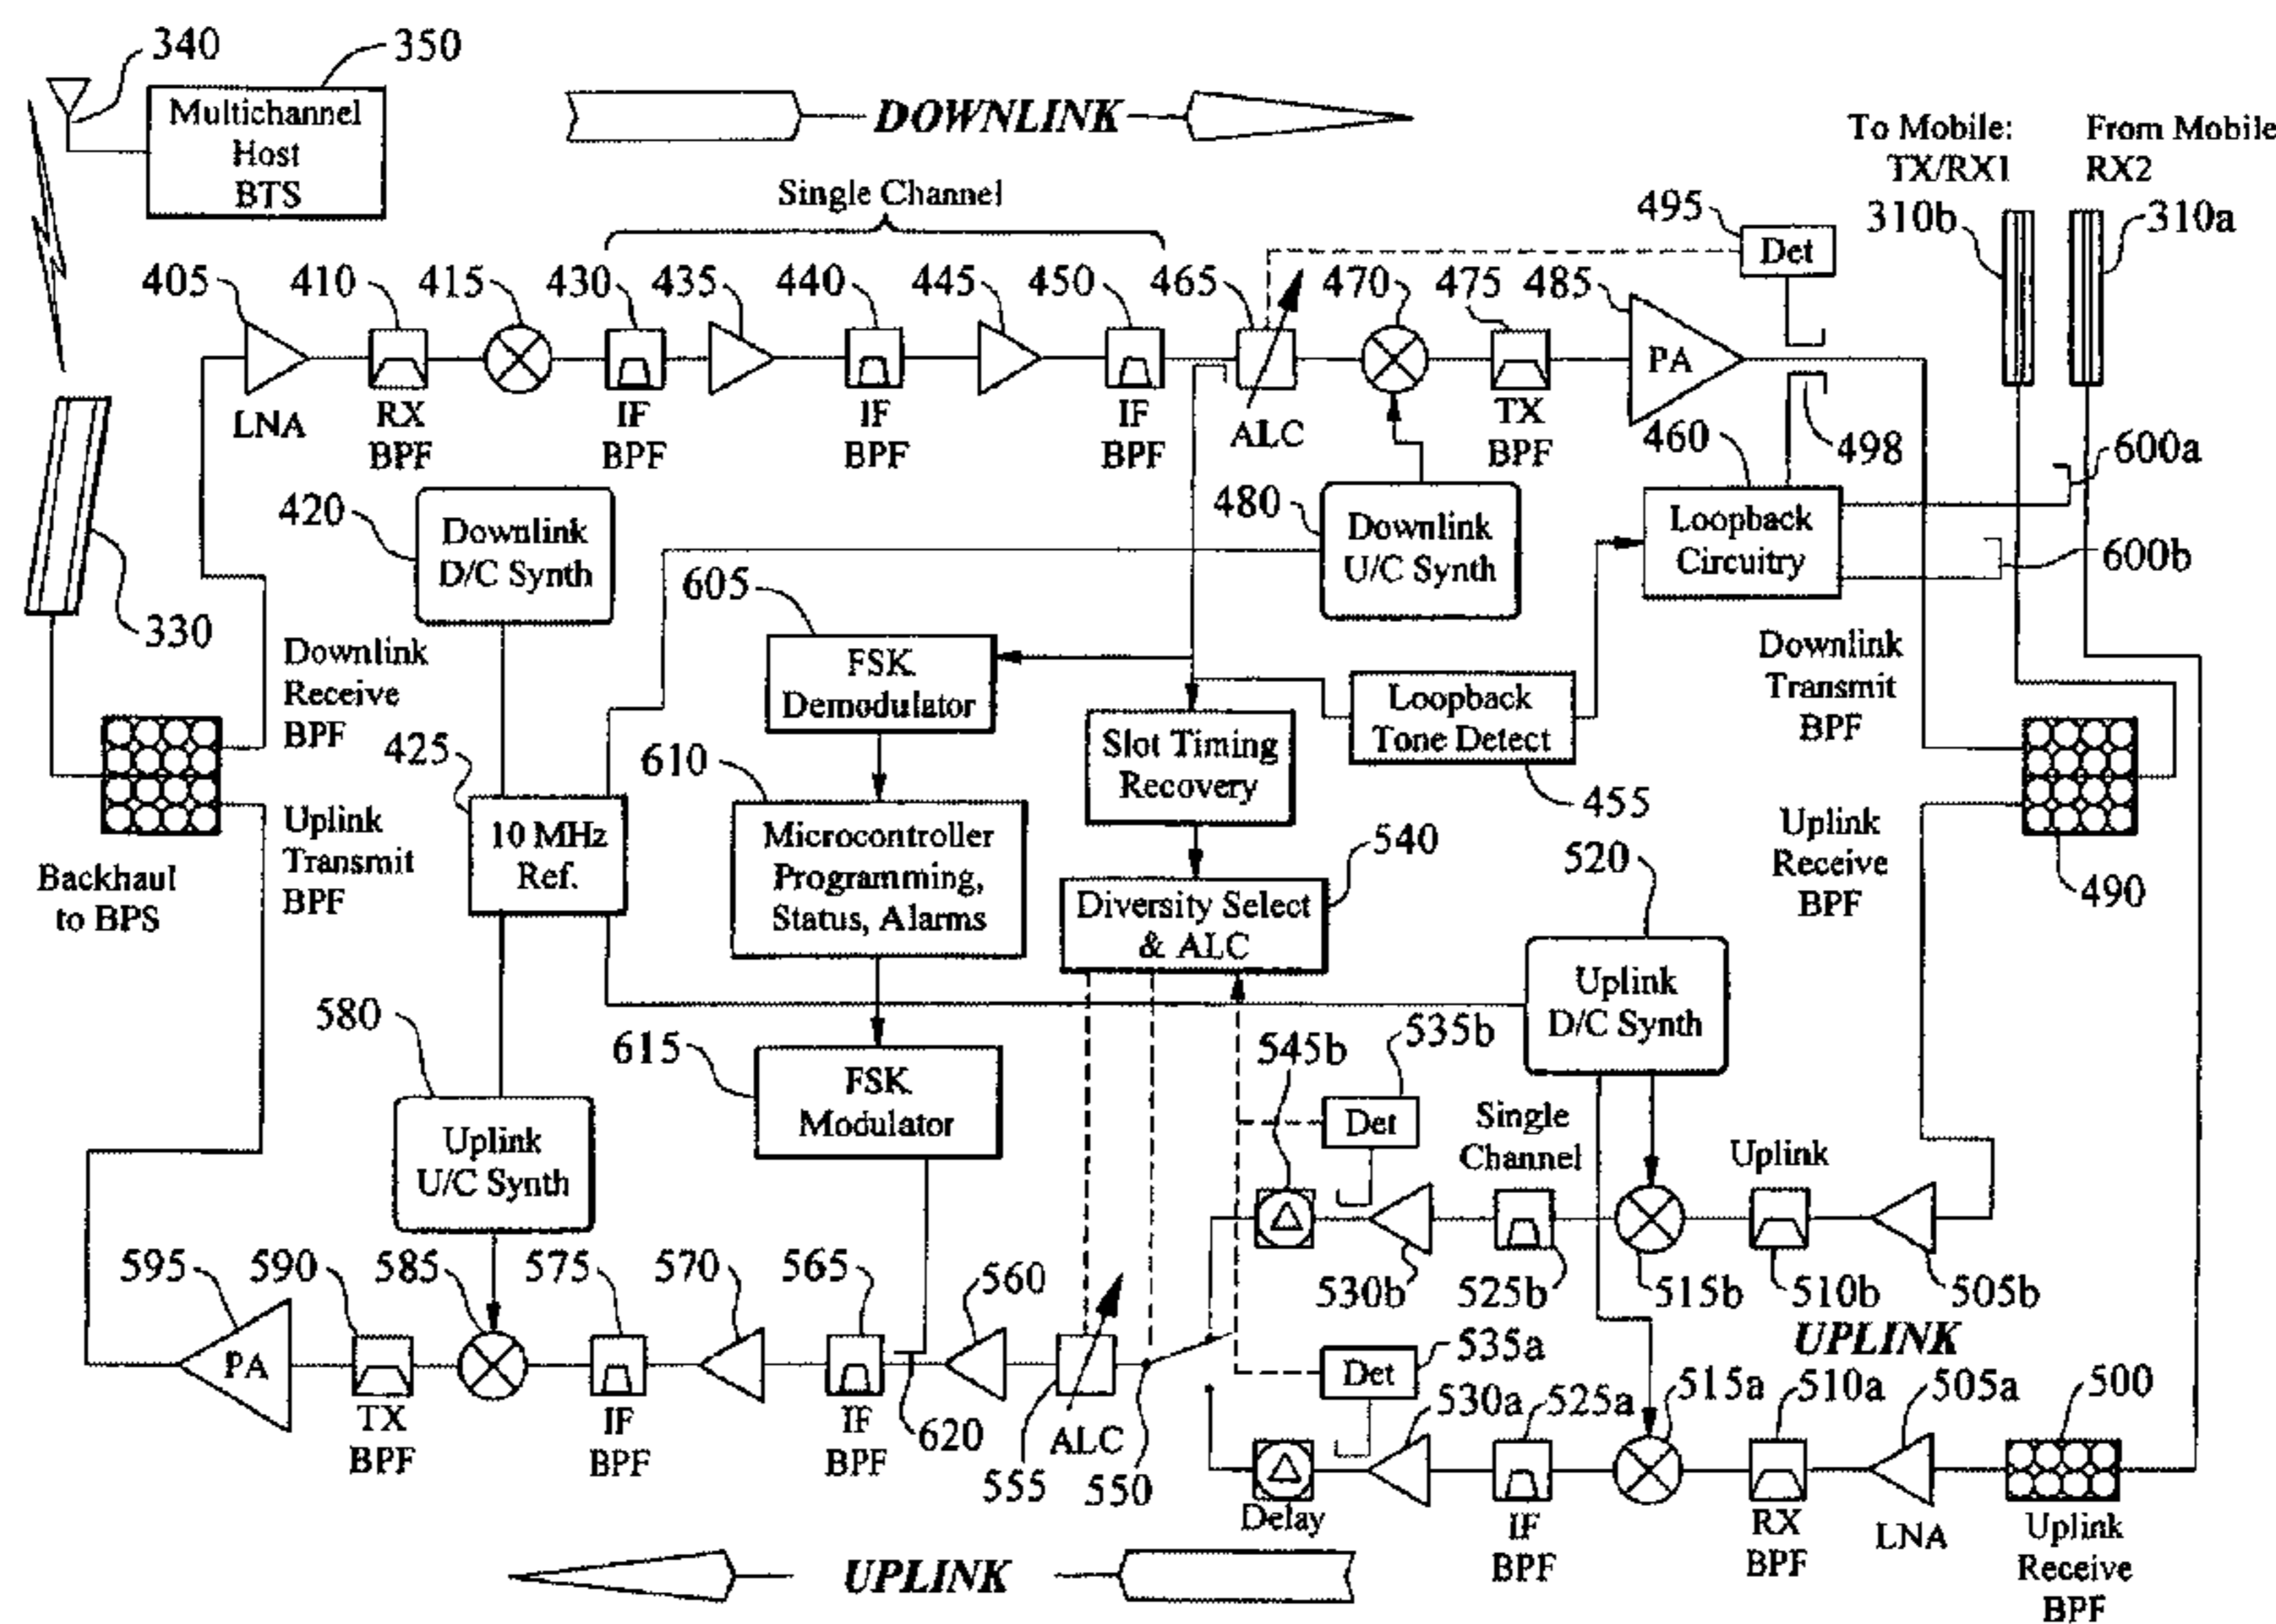 340
350
Multichannel
Host
BTS
DOWNLINK
To Mobile:
TX/RX1
From Mobile
RX2
Single Channel
495
Det
310b
310a
405
410
415
430
435
440
445
450
465
470
475
485
PA
LNA
RX
BPF
IF
BPF
IF
BPF
IF
BPF
ALC
TX
BPF
460
498
600a
420
Downlink
D/C Synth
480
Downlink
U/C Synth
Loopback
Circuitry
600b
330
605
FSK
Demodulator
Downlink
Receive
BPF
Loopback
Tone Detect
Downlink
Transmit
BPF
425
610
Slot Timing
Recovery
455
10 MHz
Ref.
Microcontroller
Programming,
Status, Alarms
540
520
Uplink
Transmit
BPF
Uplink
Receive
BPF
490
Backhaul
to BPS
Diversity Select
& ALC
Uplink
D/C Synth
580
615
FSK
Modulator
545b
535b
Det
Single
Channel
Uplink
Uplink
U/C Synth
530b
525b
515b
510b
505b
UPLINK
595
590
585
575
570
565
560
535a
Det
530a
525a
515a
510a
505a
500
PA
TX
BPF
IF
BPF
IF
BPF
620
ALC
555
550
Delay
IF
BPF
RX
BPF
LNA
Uplink
Receive
BPF
UPLINK